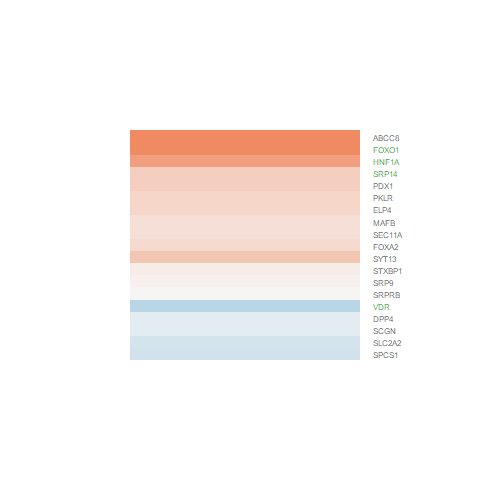 ABCC8
FOXO1
HNF1A
SRP14
PDX1
PKLR
ELP4
MAFB
SEC11A
FOXA2
SYT13
STXBP1
SRP9
SRPRB
VDR
DPP4
SCGN
SLC2A2
SPCS1